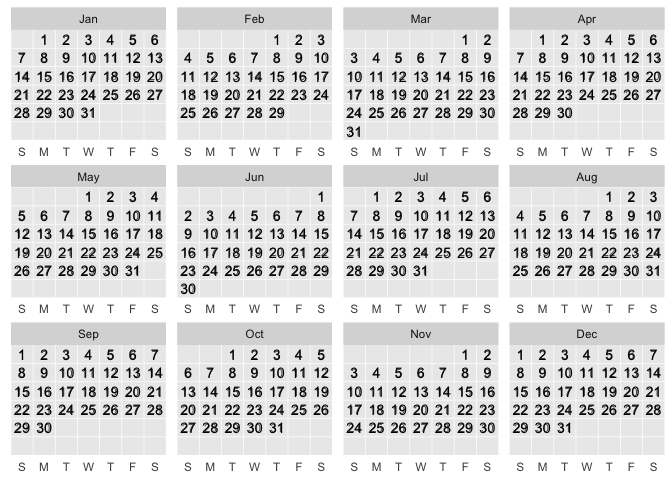 Jan Feb Mar Apr
1 2 3 4 5 6 1 2 3 1 2 1 2 3 4 5 6
7 8 9 10 11 12 13 4 5 6 7 8 9 10 3 4 5 6 7 8 9 7 8 9 10 11 12 13
14 15 16 17 18 19 20 11 12 13 14 15 16 17 10 11 12 13 14 15 16 14 15 16 17 18 19 20
21 22 23 24 25 26 27 18 19 20 21 22 23 24 17 18 19 20 21 22 23 21 22 23 24 25 26 27
28 29 30 31 25 26 27 28 29 24 25 26 27 28 29 30 28 29 30
31
S M T W T F S S M T W T F S S M T W T F S S M T W T F S
May Jun Jul Aug
1 2 3 4 1 1 2 3 4 5 6 1 2 3
5 6 7 8 9 10 11 2 3 4 5 6 7 8 7 8 9 10 11 12 13 4 5 6 7 8 9 10
12 13 14 15 16 17 18 9 10 11 12 13 14 15 14 15 16 17 18 19 20 11 12 13 14 15 16 17
19 20 21 22 23 24 25 16 17 18 19 20 21 22 21 22 23 24 25 26 27 18 19 20 21 22 23 24
26 27 28 29 30 31 23 24 25 26 27 28 29 28 29 30 31 25 26 27 28 29 30 31
30
S M T W T F S S M T W T F S S M T W T F S S M T W T F S
Sep Oct Nov Dec
1 2 3 4 5 6 7 1 2 3 4 5 1 2 1 2 3 4 5 6 7
8 9 10 11 12 13 14 6 7 8 9 10 11 12 3 4 5 6 7 8 9 8 9 10 11 12 13 14
15 16 17 18 19 20 21 13 14 15 16 17 18 19 10 11 12 13 14 15 16 15 16 17 18 19 20 21
22 23 24 25 26 27 28 20 21 22 23 24 25 26 17 18 19 20 21 22 23 22 23 24 25 26 27 28
29 30 27 28 29 30 31 24 25 26 27 28 29 30 29 30 31
S M T W T F S S M T W T F S S M T W T F S S M T W T F S